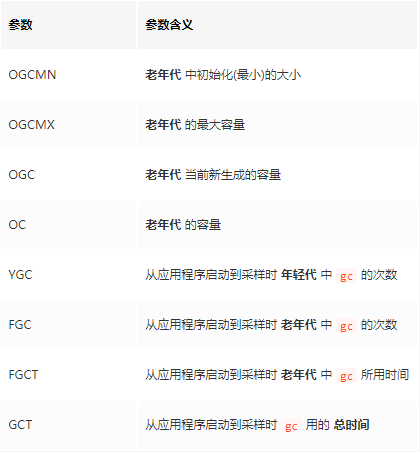 参数 参数含义
OGCMN 老年代 中初始化(最小)的大小
OGCMX 老年代 的最大容量
OGC 老年代 当前新生成的容量
OC 老年代 的容量
YGC 从应用程序启动到采样时 年轻代 中 gc 的次数
FGC 从应用程序启动到采样时 老年代 中 gc 的次数
FGCT 从应用程序启动到采样时 老年代 中 gc 所用时间
GCT 从应用程序启动到采样时 gc 用的 总时间